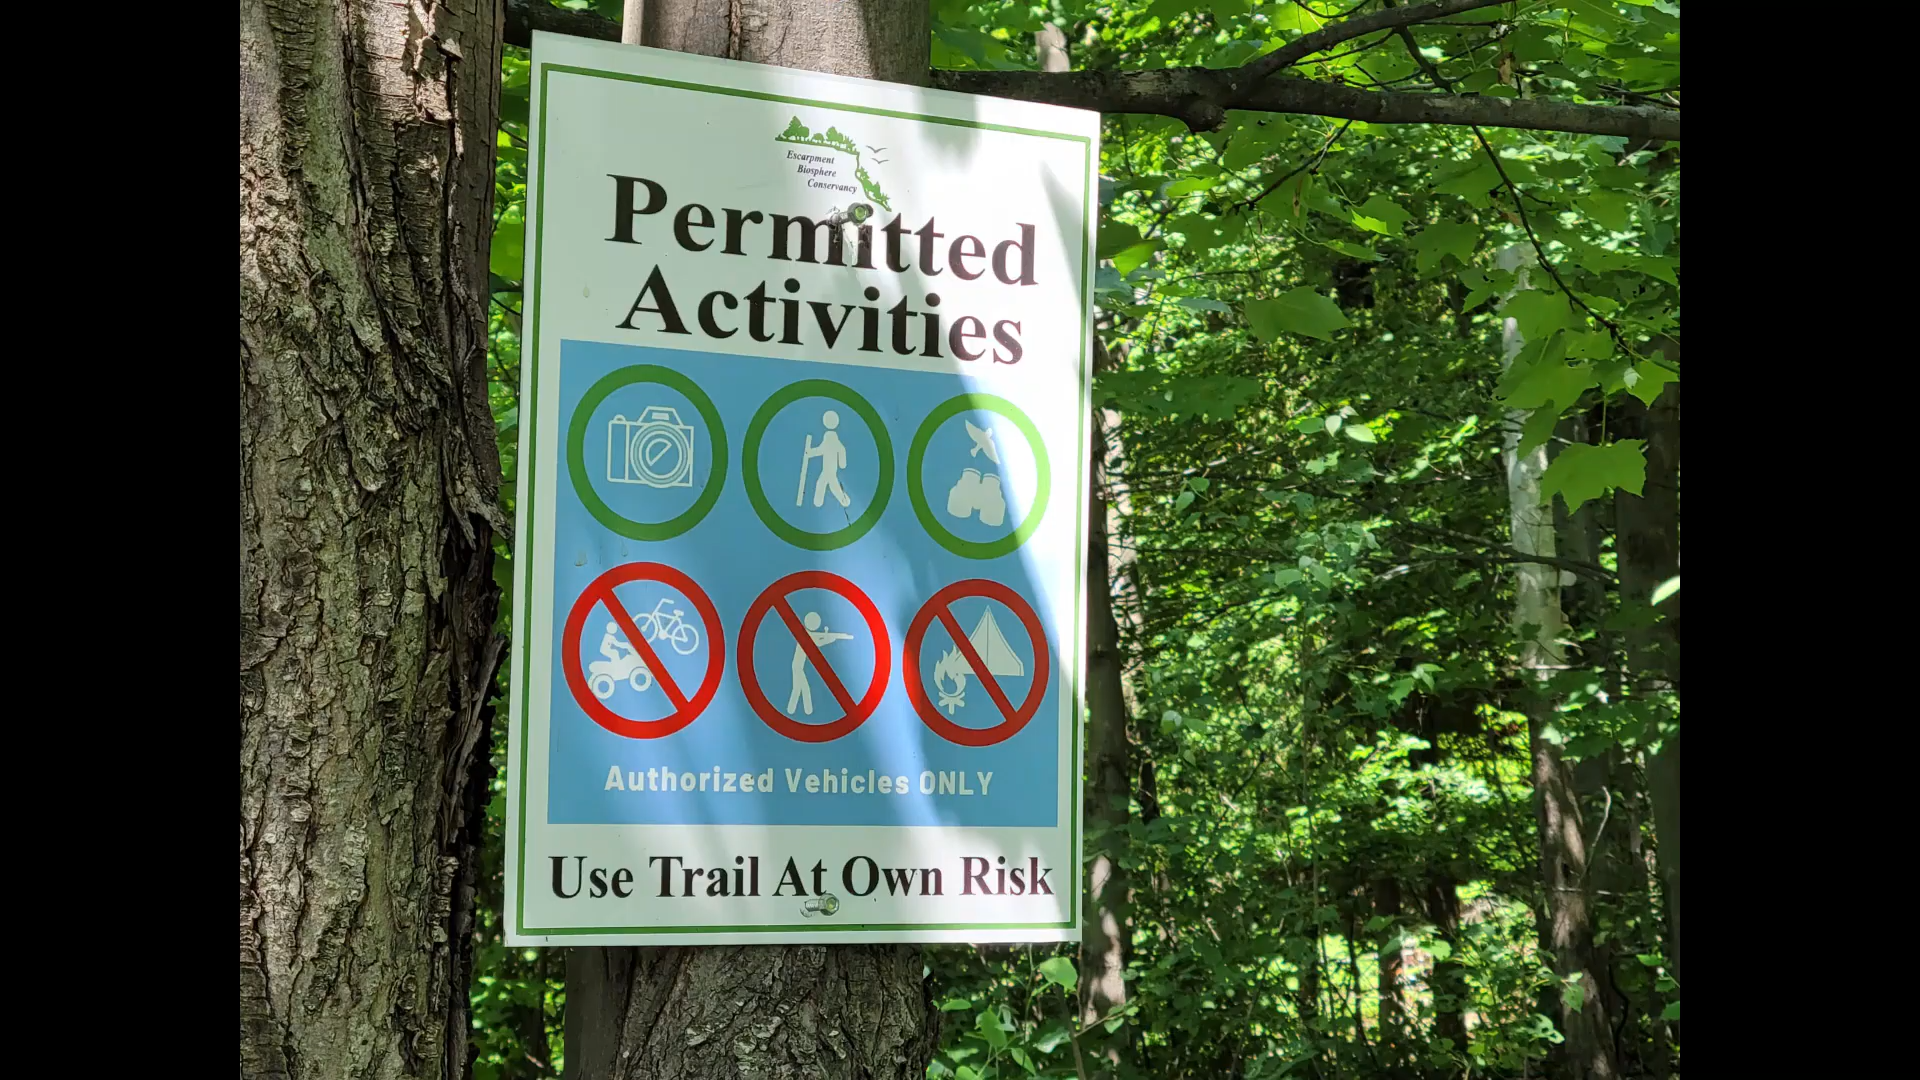 Escarpment
Biosphere
Conservancy
Permitted
Activities
Authorized Vehicles ONLY
Use Trail At Own Risk